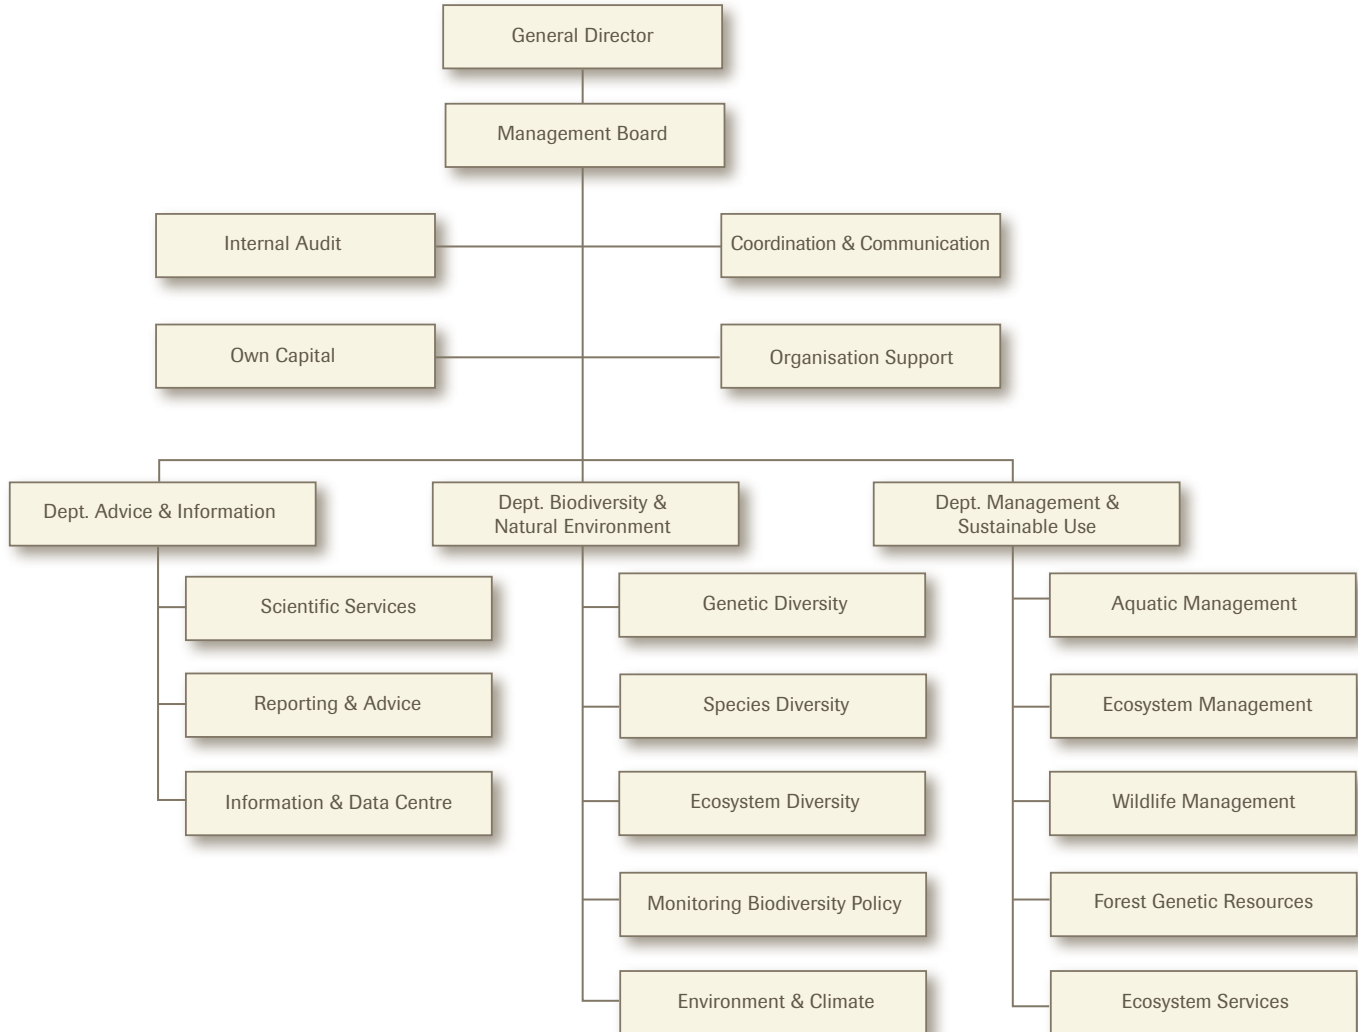 General Director
Management Board
Internal Audit
Coordination & Communication
Own Capital
Organisation Support
Dept. Advice & Information
Dept. Biodiversity &
Natural Environment
Dept. Management &
Sustainable Use
Scientific Services
Reporting & Advice
Information & Data Centre
Genetic Diversity
Species Diversity
Ecosystem Diversity
Monitoring Biodiversity Policy
Environment & Climate
Aquatic Management
Ecosystem Management
Wildlife Management
Forest Genetic Resources
Ecosystem Services